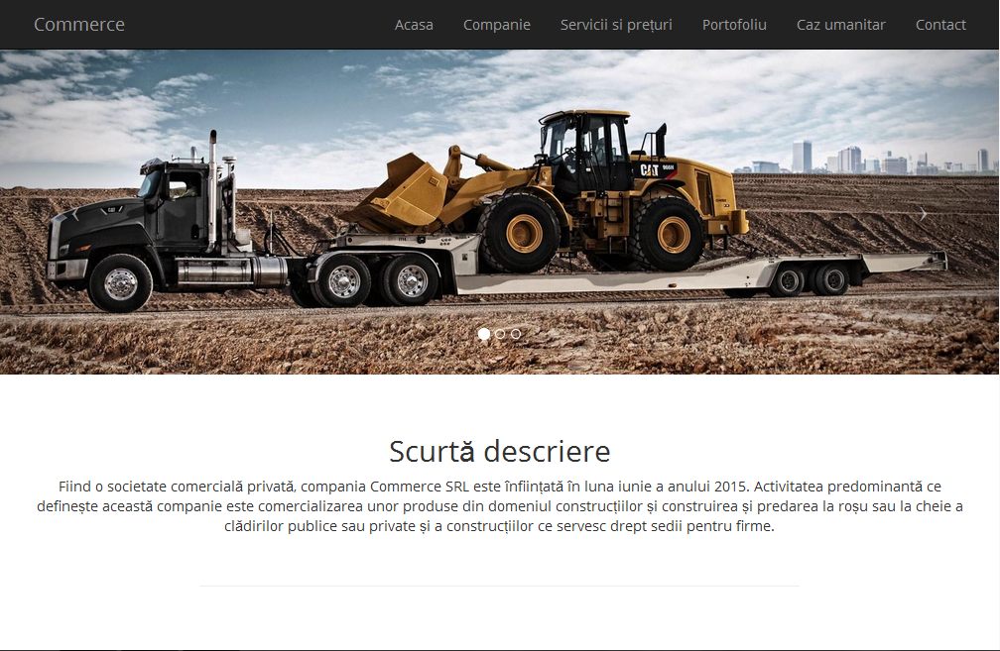 Commerce Acasa Companie Servicii si prețuri Portofoliu Caz umanitar Contact
CAT 966H
CAT
Scurtă descriere
Fiind o societate comercială privată, compania Commerce SRL este înființată în luna iunie a anului 2015. Activitatea predominantă ce
definește această companie este comercializarea unor produse din domeniul construcțiilor și construirea și predarea la roșu sau la cheie a
clădirilor publice sau private și a construcțiilor ce servesc drept sedii pentru firme.